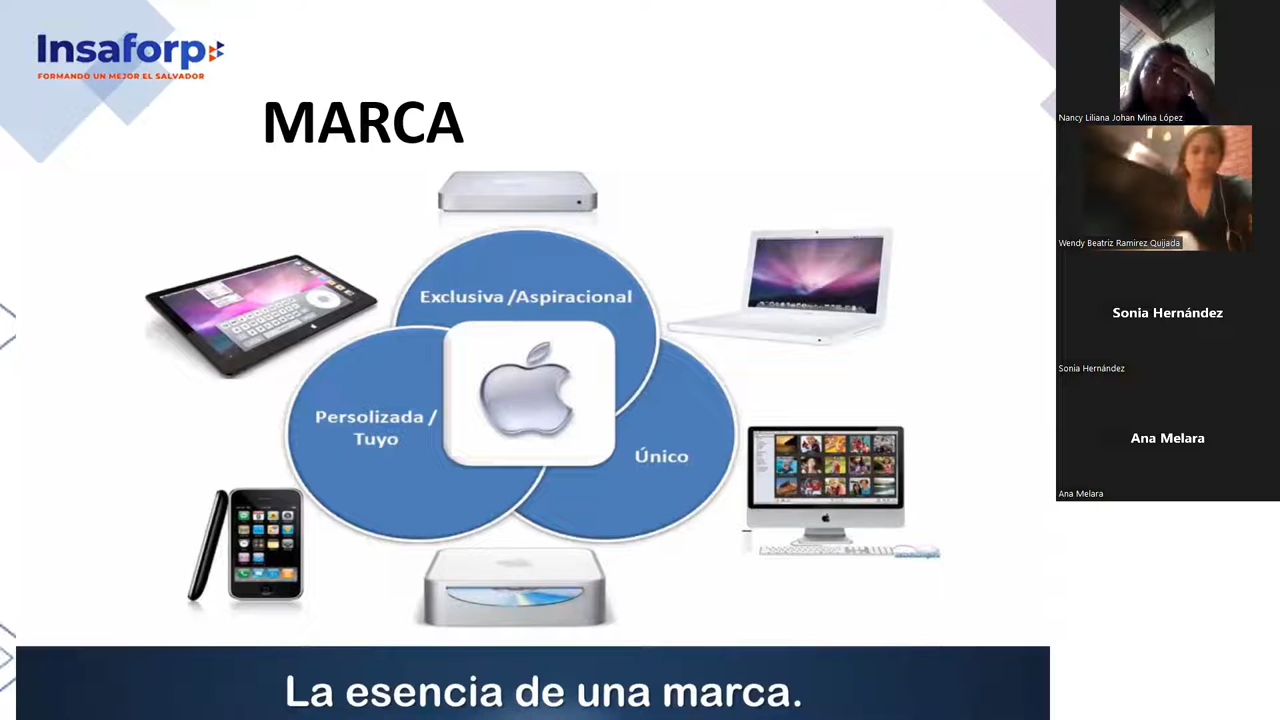 Insaforp
FORMANDO UN MEJOR EL SALVADOR
MARCA
Exclusiva /Aspiracional
Persolizada /
Tuyo
Único
La esencia de una marca.
Nancy Liliana Johan Mina López
Wendy Beatriz Ramirez Quijada
Sonia Hernández
Sonia Hernández
Ana Melara
Ana Melara